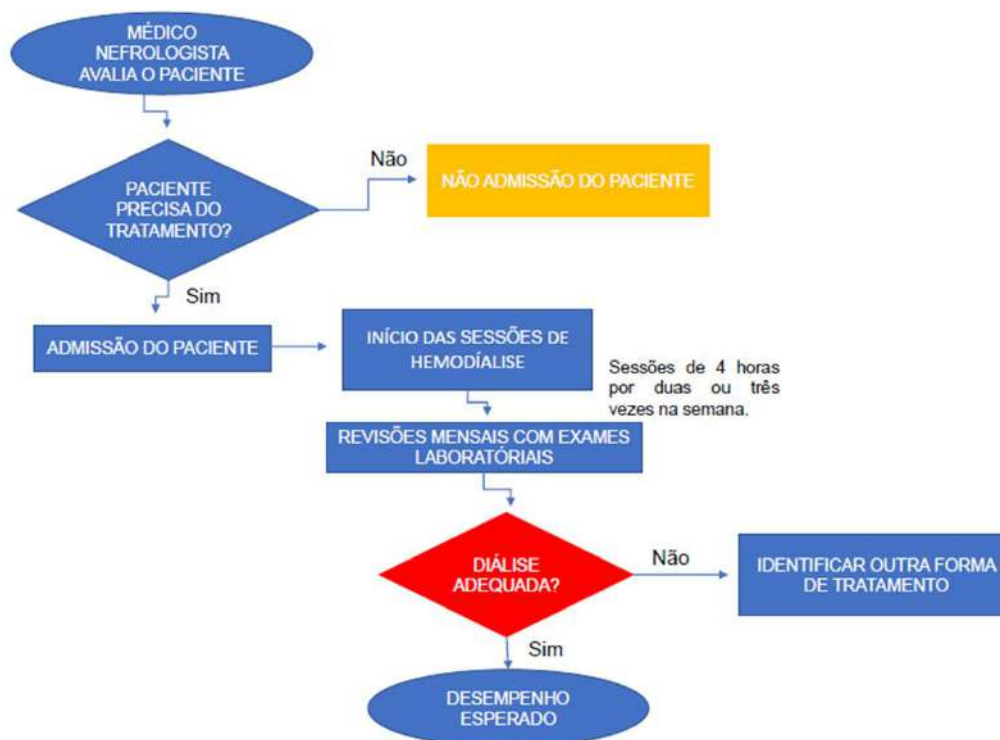 MÉDICO
NEFROLOGISTA
AVALIA O PACIENTE
PACIENTE
PRECISA DO
TRATAMENTO?
Não
NÃO ADMISSÃO DO PACIENTE
Sim
ADMISSÃO DO PACIENTE
INÍCIO DAS SESSÕES DE
HEMODÍALISE
Sessões de 4 horas
por duas ou três
vezes na semana.
REVISÕES MENSAIS COM EXAMES
LABORATÓRIAIS
DIÁLISE
ADEQUADA?
Não
IDENTIFICAR OUTRA FORMA
DE TRATAMENTO
Sim
DESEMPENHO
ESPERADO